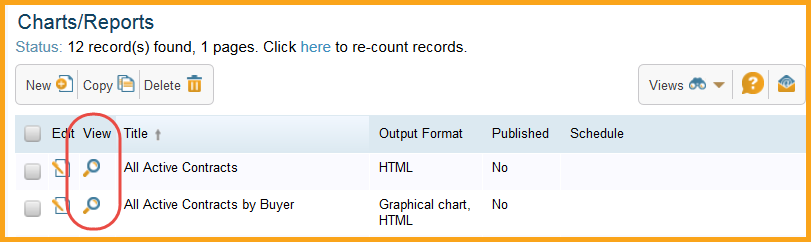 Charts/Reports
Status: 12 record(s) found, 1 pages. Click here to re-count records.
New Copy Delete Views ?
Edit View Title Output Format Published Schedule
All Active Contracts HTML No
All Active Contracts by Buyer Graphical chart, No
HTML